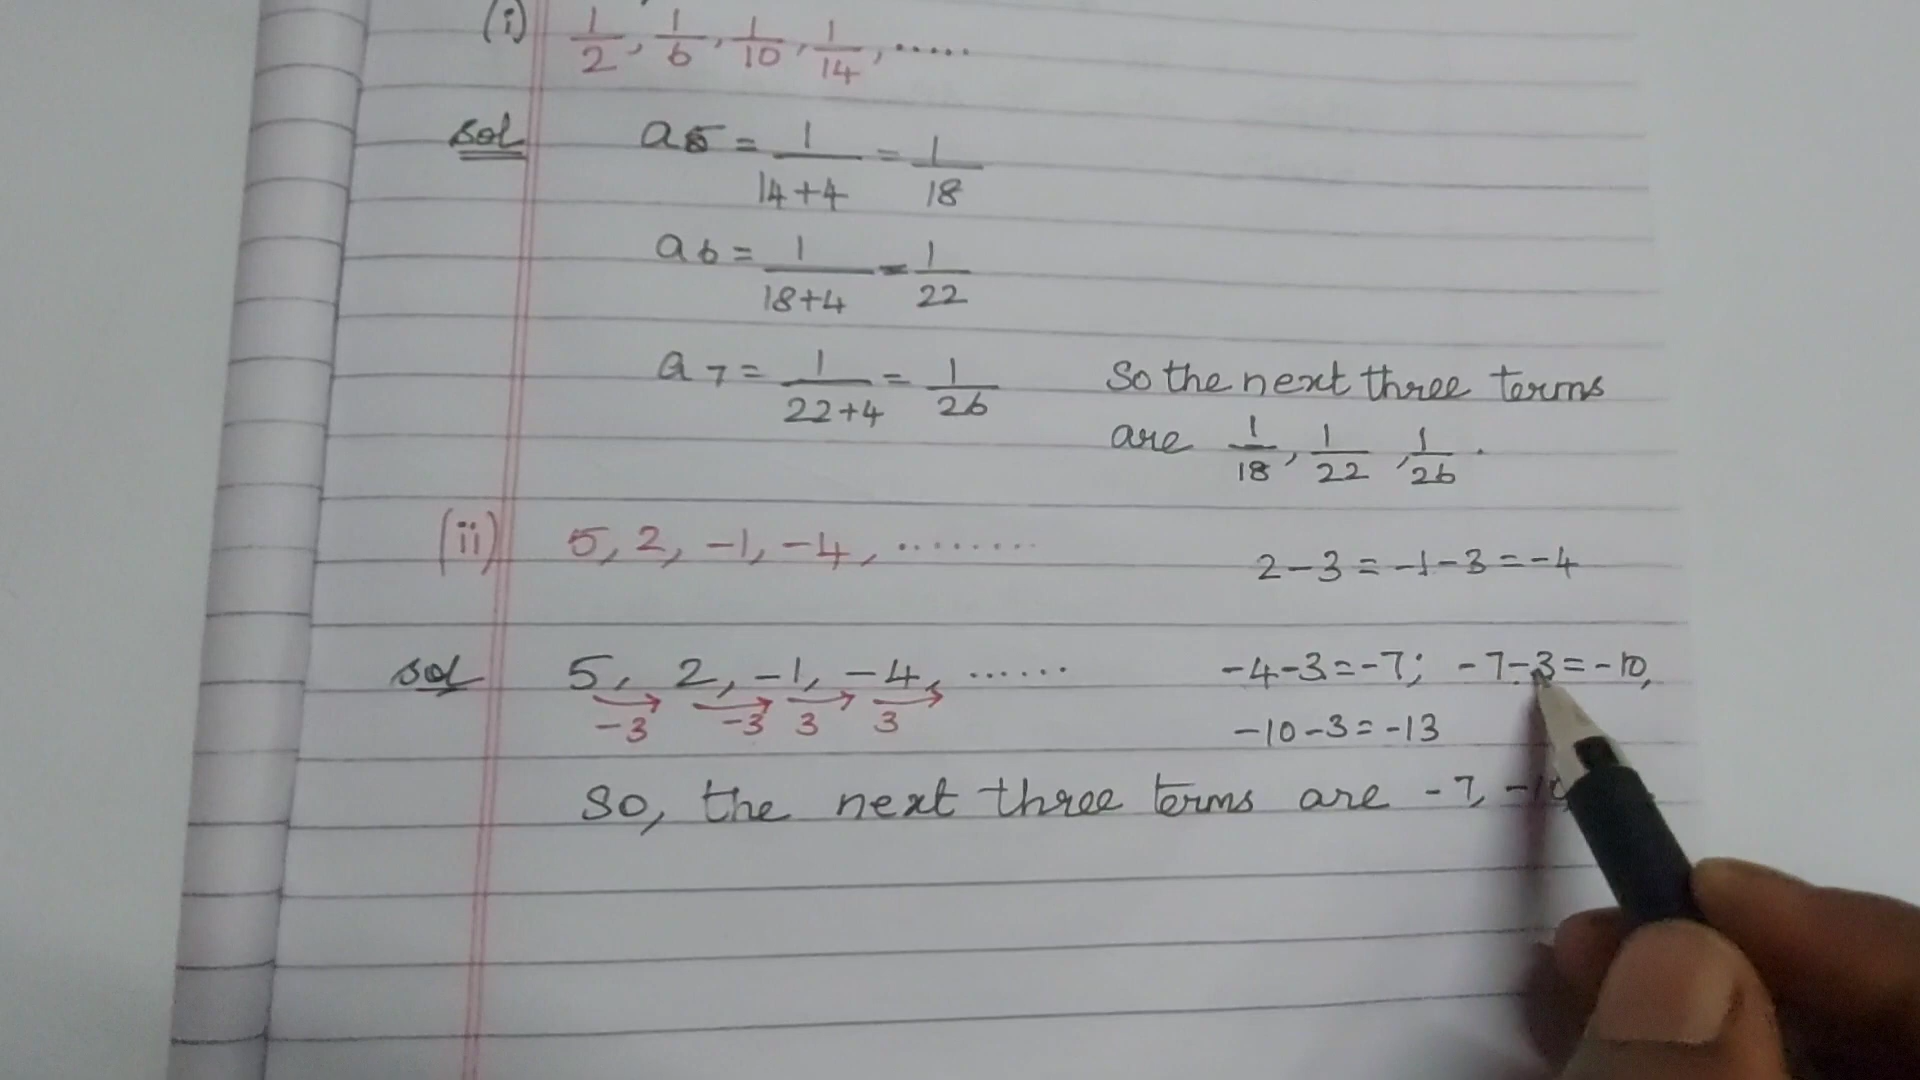 (i) 1/2, 1/6, 1/10, 1/14, .....
Sol a5 = 1/14+4 = 1/18
a6 = 1/18+4 = 1/22
a7 = 1/22+4 = 1/26
So the next three terms
are 1/18, 1/22, 1/26.
(ii) 5, 2, -1, -4, ........
2-3=-1-3=-4
Sol 5, 2, -1, -4, ......
-3 -3 3 3
-4-3=-7; -7-3=-10,
-10-3=-13
So, the next three terms are -7, -10